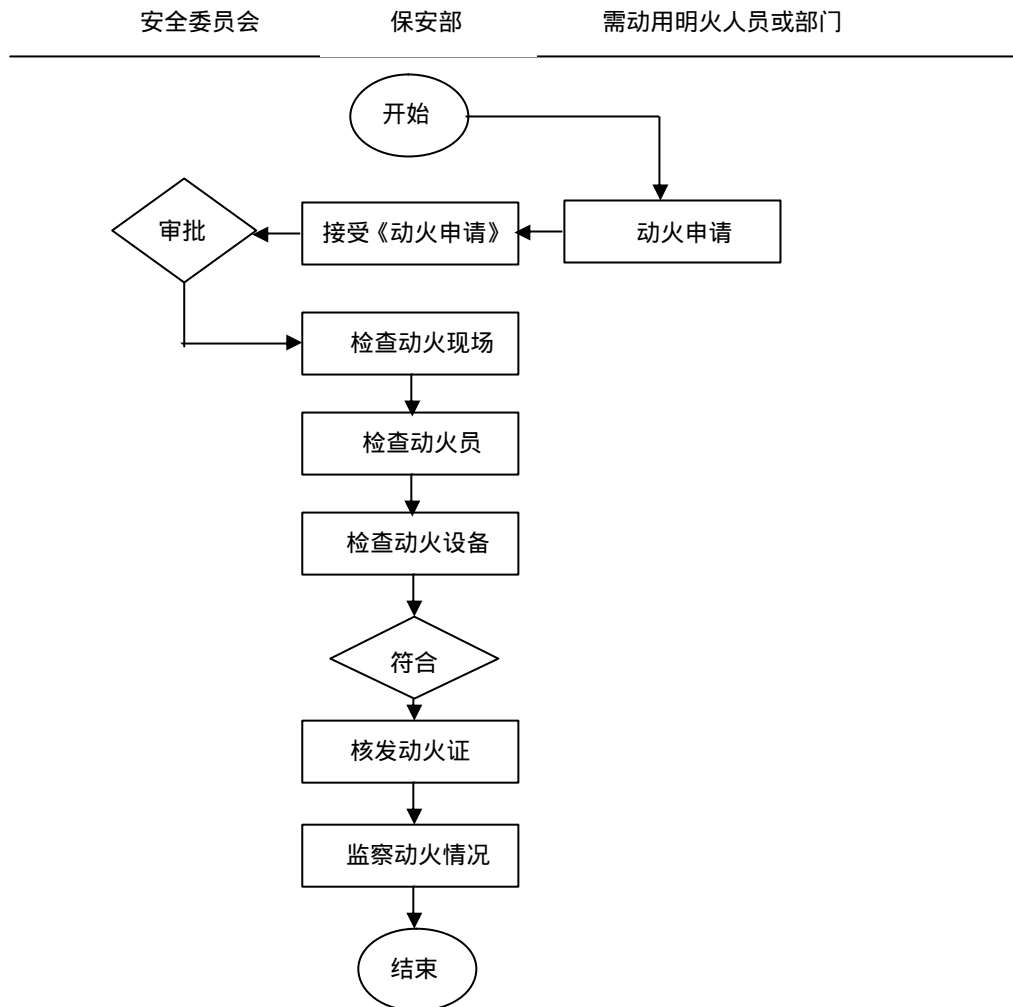 安全委员会 保安部 需动用明火人员或部门
开始
审批 接受《动火申请》 动火申请
检查动火现场
检查动火员
检查动火设备
符合
核发动火证
监察动火情况
结束